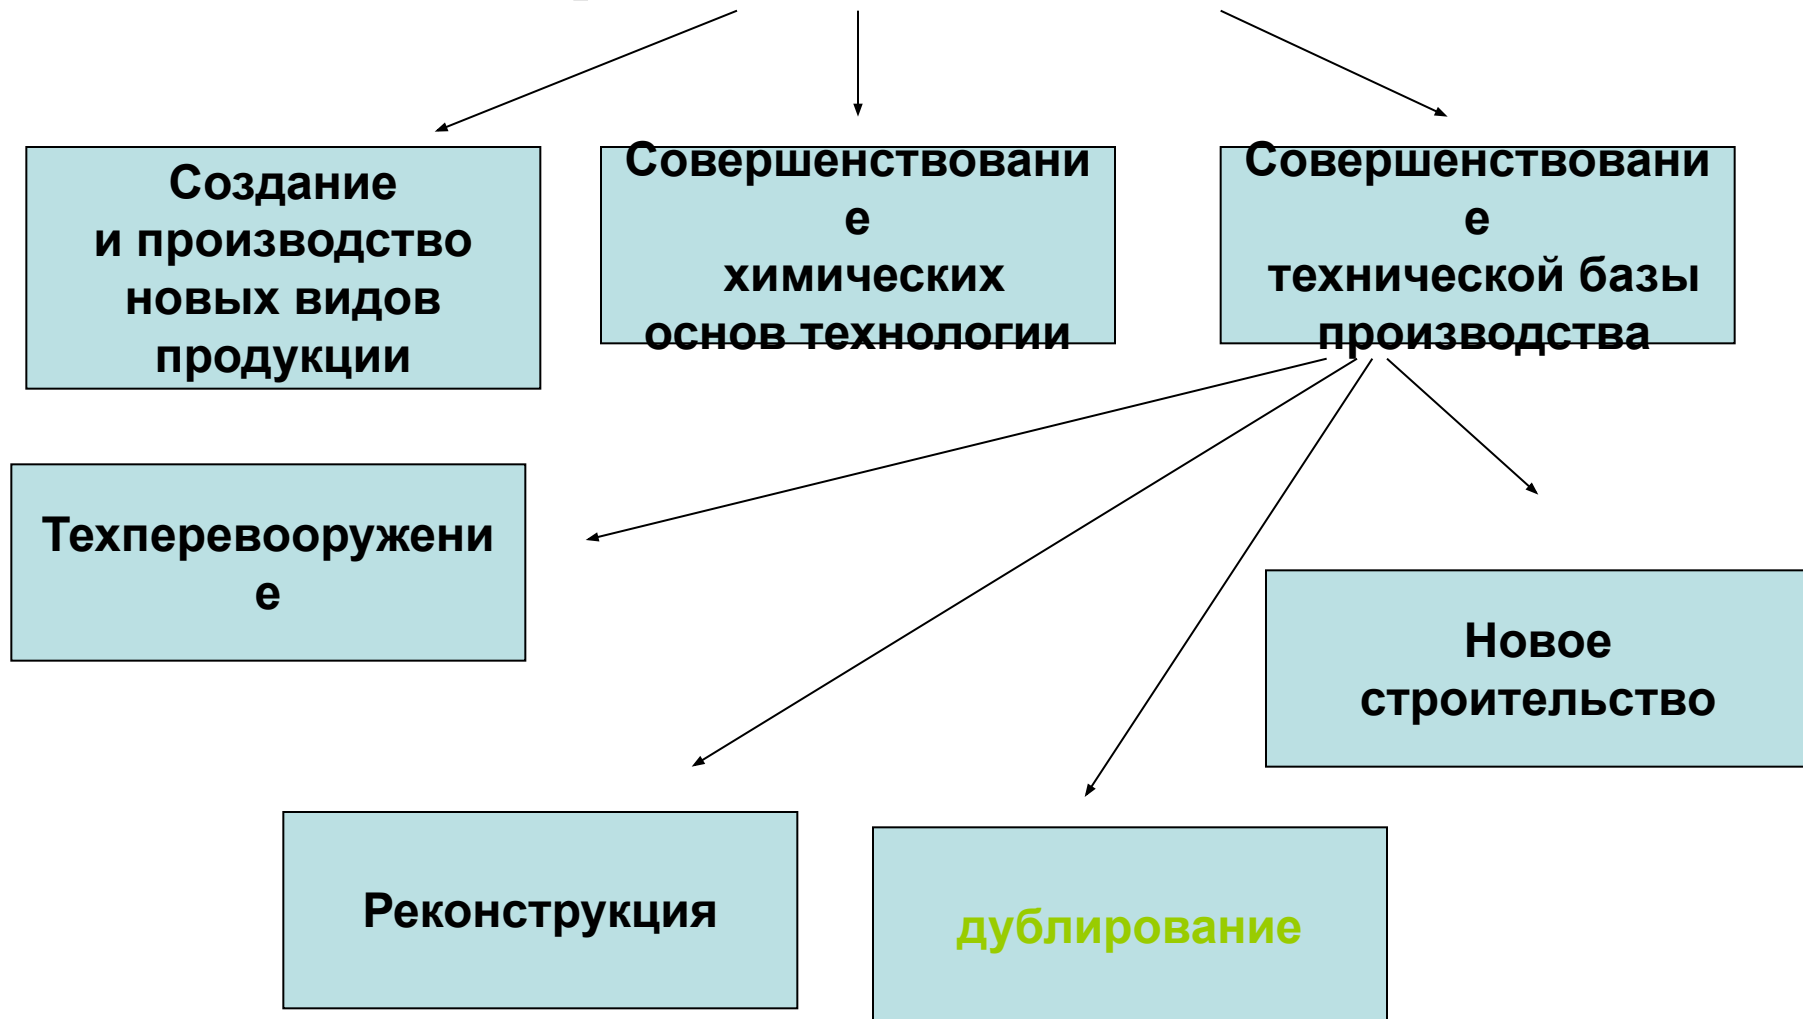 Создание
и производство
новых видов
продукции
Совершенствовани
е
химических
основ технологии
Совершенствовани
е
технической базы
производства
Техперевооружени
е
Новое
строительство
Реконструкция
дублирование